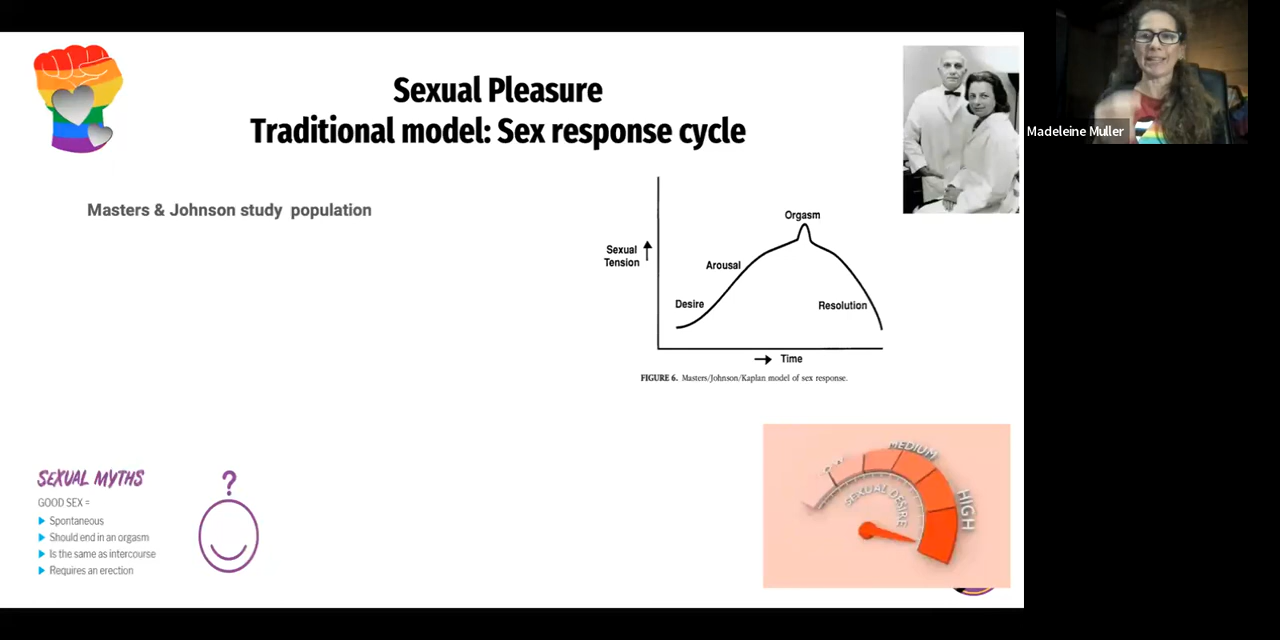 Sexual Pleasure
Traditional model: Sex response cycle
Madeleine Muller
Masters & Johnson study population
Orgasm
Sexual
Tension
Arousal
Desire
Resolution
Time
FIGURE 6. Masters/Johnson/Kaplan model of sex response.
SEXUAL MYTHS
?
GOOD SEX =
Spontaneous
Should end in an orgasm
Is the same as intercourse
Requires an erection
MEDIUM
HIGH
SEXUAL DESIRE